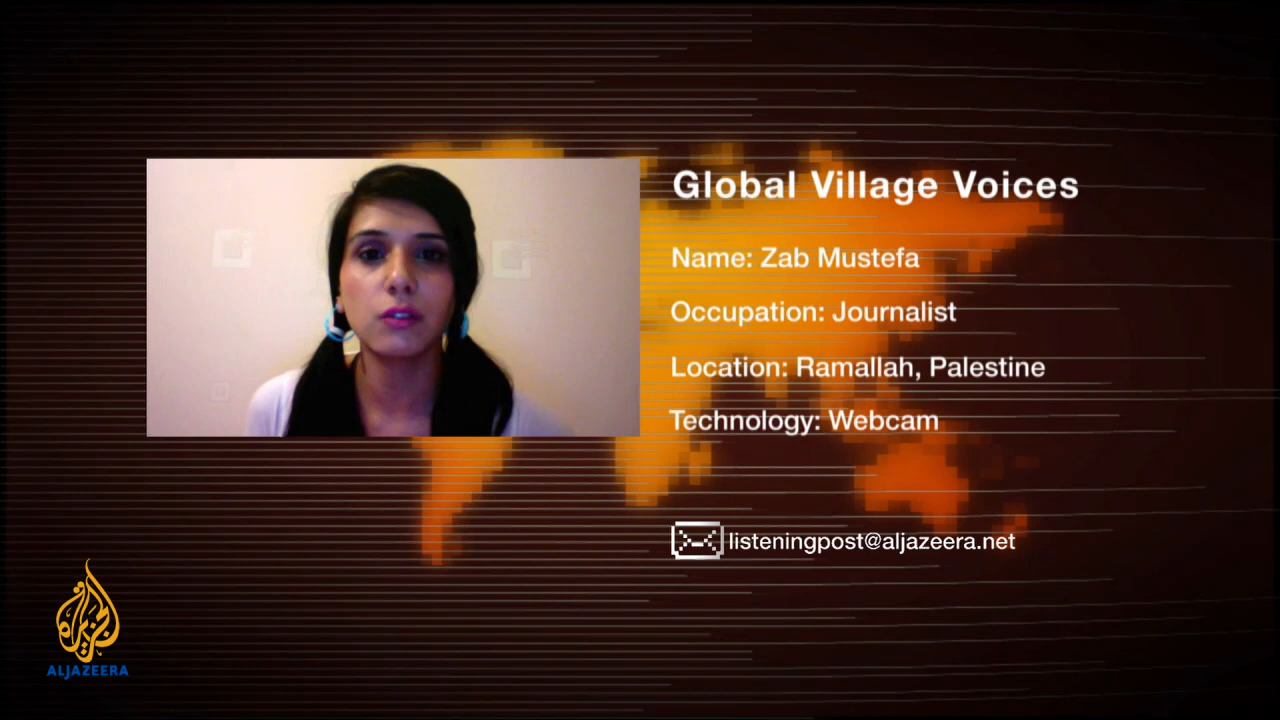 Global Village Voices
Name: Zab Mustefa
Occupation: Journalist
Location: Ramallah, Palestine
Technology: Webcam
listeningpost@aljazeera.net
الجزيرة
ALJAZEERA